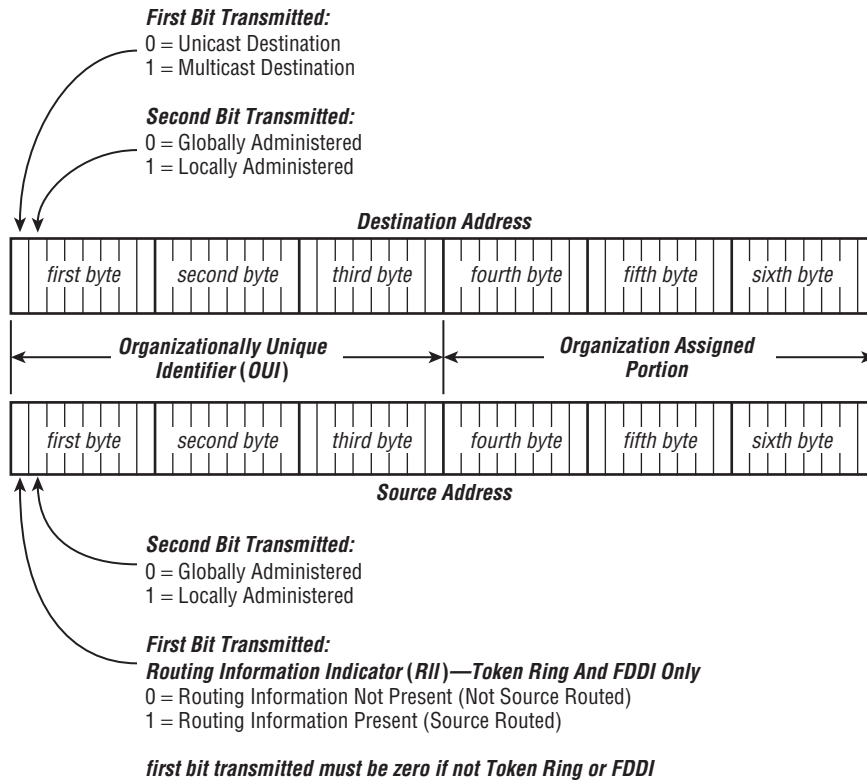 First Bit Transmitted:
0 = Unicast Destination
1 = Multicast Destination
Second Bit Transmitted:
0 = Globally Administered
1 = Locally Administered
Destination Address
first byte second byte third byte fourth byte fifth byte sixth byte
Organizationally Unique
Identifier (OUI)
Organization Assigned
Portion
first byte second byte third byte fourth byte fifth byte sixth byte
Source Address
Second Bit Transmitted:
0 = Globally Administered
1 = Locally Administered
First Bit Transmitted:
Routing Information Indicator (RII)—Token Ring And FDDI Only
0 = Routing Information Not Present (Not Source Routed)
1 = Routing Information Present (Source Routed)
first bit transmitted must be zero if not Token Ring or FDDI